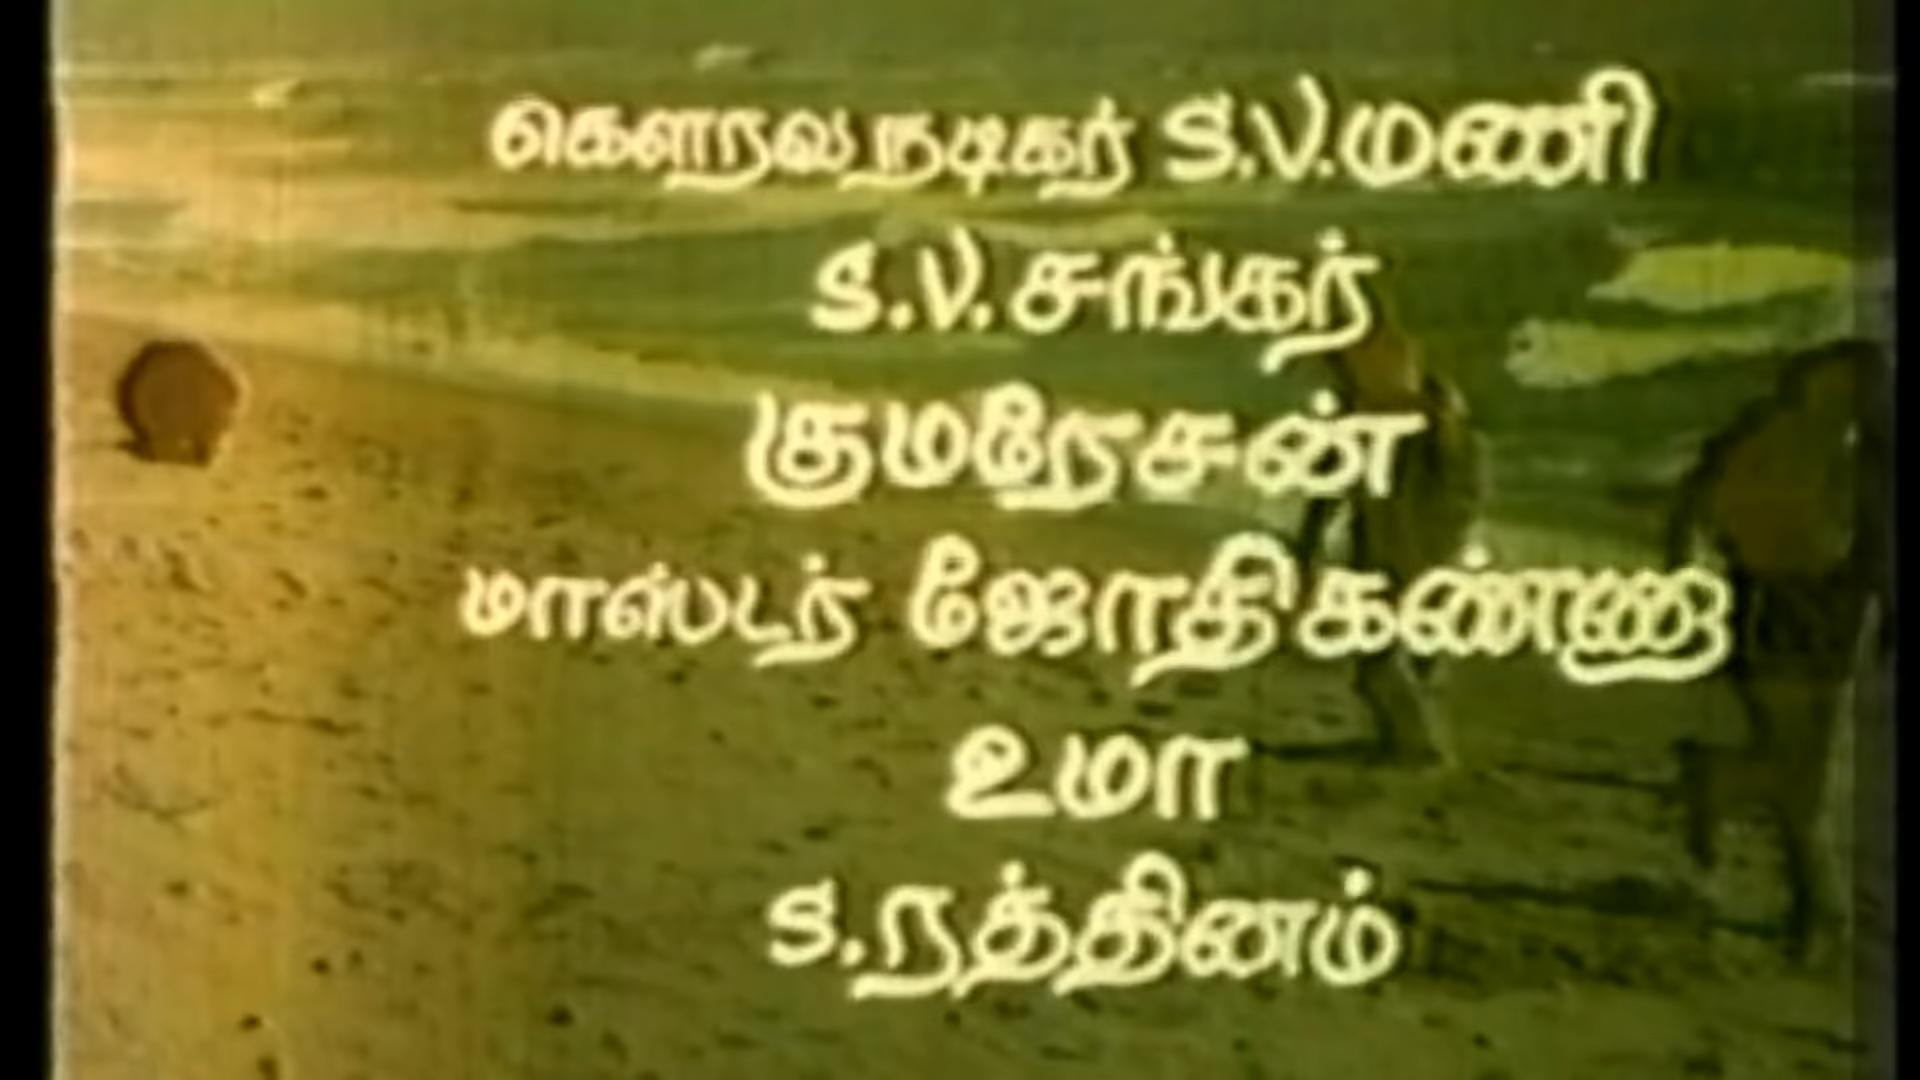 கௌரவ நடிகர் S.V.மணி
S.V.சங்கர்
குமரேசன்
மாஸ்டர் ஜோதிகண்ணு
உமா
S.ரத்தினம்